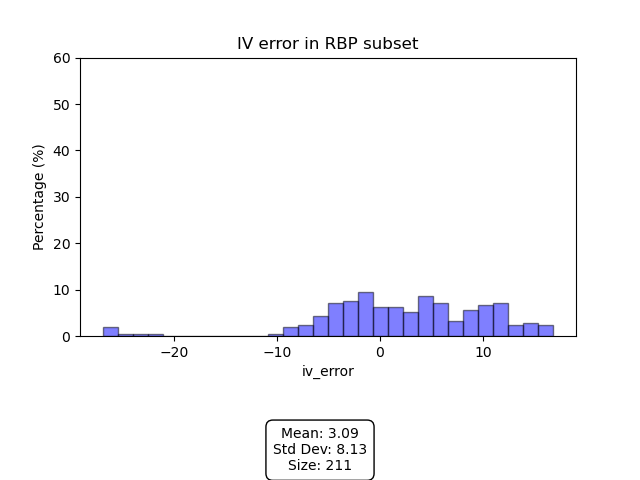 IV error in RBP subset
60
50
40
30
20
10
0
Percentage (%)
−20
−10
0
10
iv_error
Mean: 3.09
Std Dev: 8.13
Size: 211